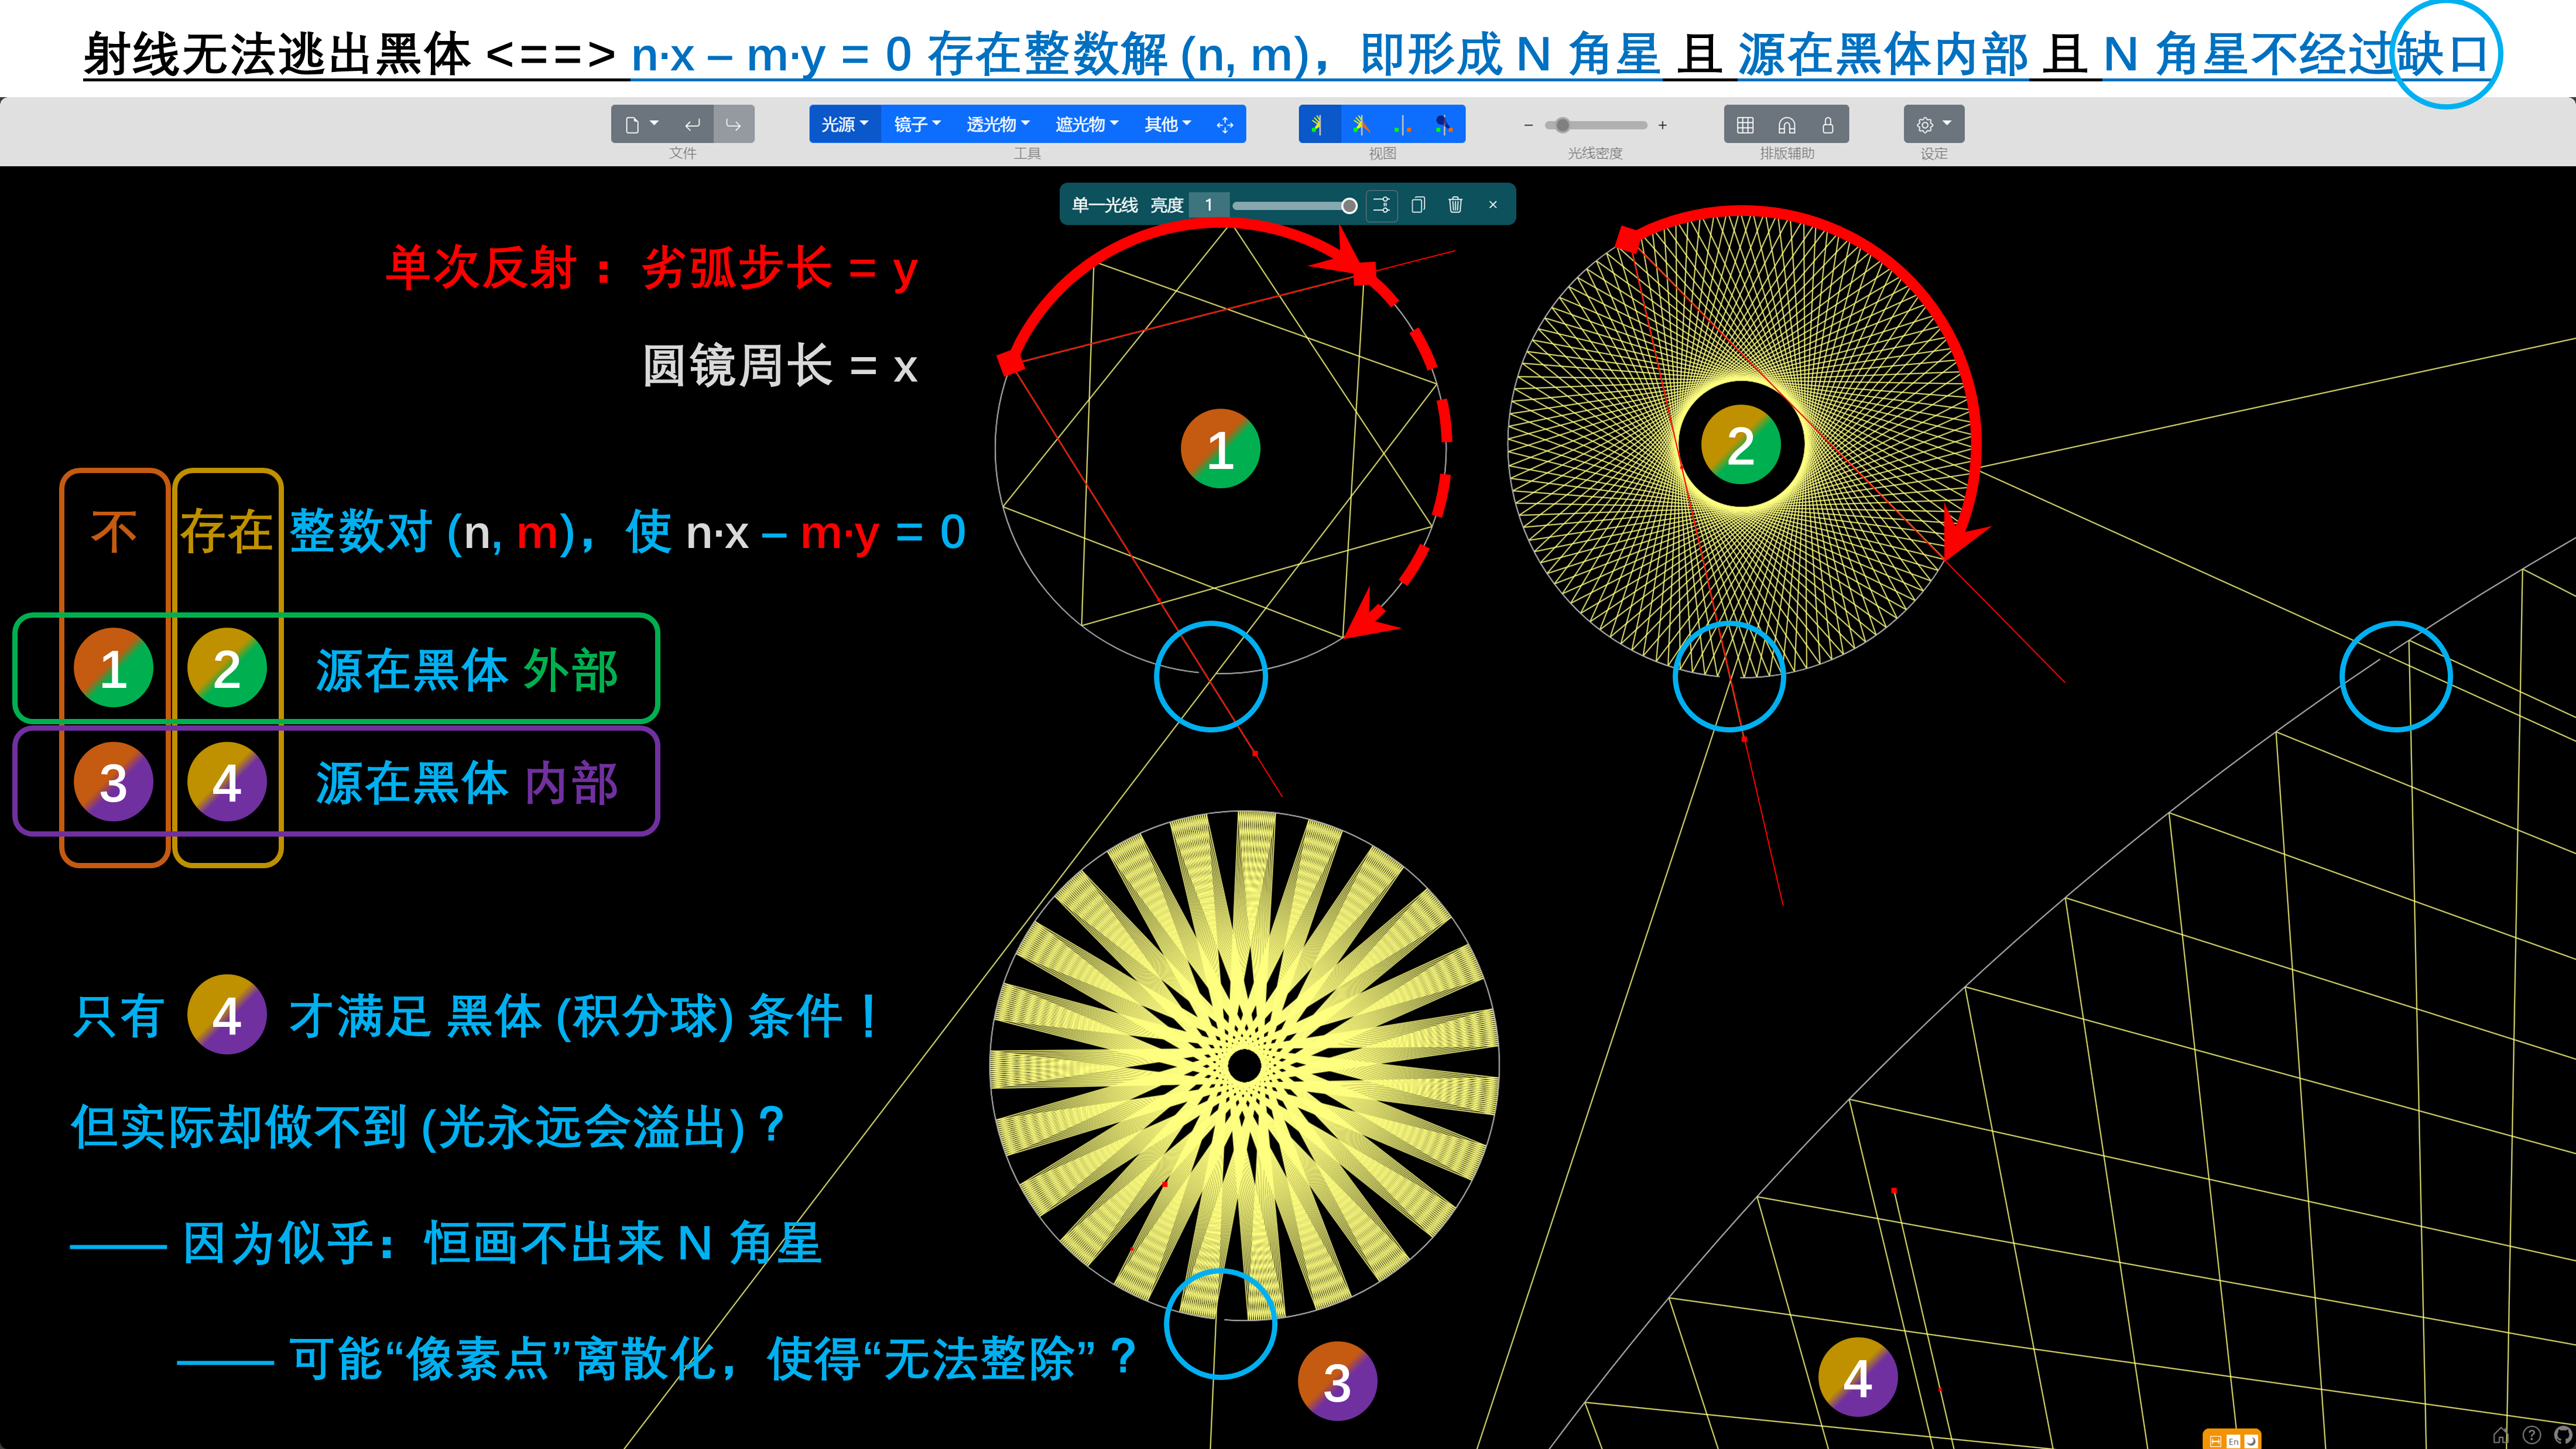 射线无法逃出黑体 <===> n·x – m·y = 0 存在整数解 (n, m)，即形成 N 角星 且 源在黑体内部 且 N 角星不经过缺口
光源 镜子 透光物 遮光物 其他
文件 工具 视图 光线密度 排版辅助 设定
单一光线 亮度 1
单次反射 ： 劣弧步长 = y
圆镜周长 = x
不 存在 整数对 (n, m)，使 n·x – m·y = 0
1 2 源在黑体 外部
3 4 源在黑体 内部
只有 4 才满足 黑体 (积分球) 条件！
但实际却做不到 (光永远会溢出)？
—— 因为似乎：恒画不出来 N 角星
—— 可能“像素点”离散化，使得“无法整除”？
1
2
3
4
En